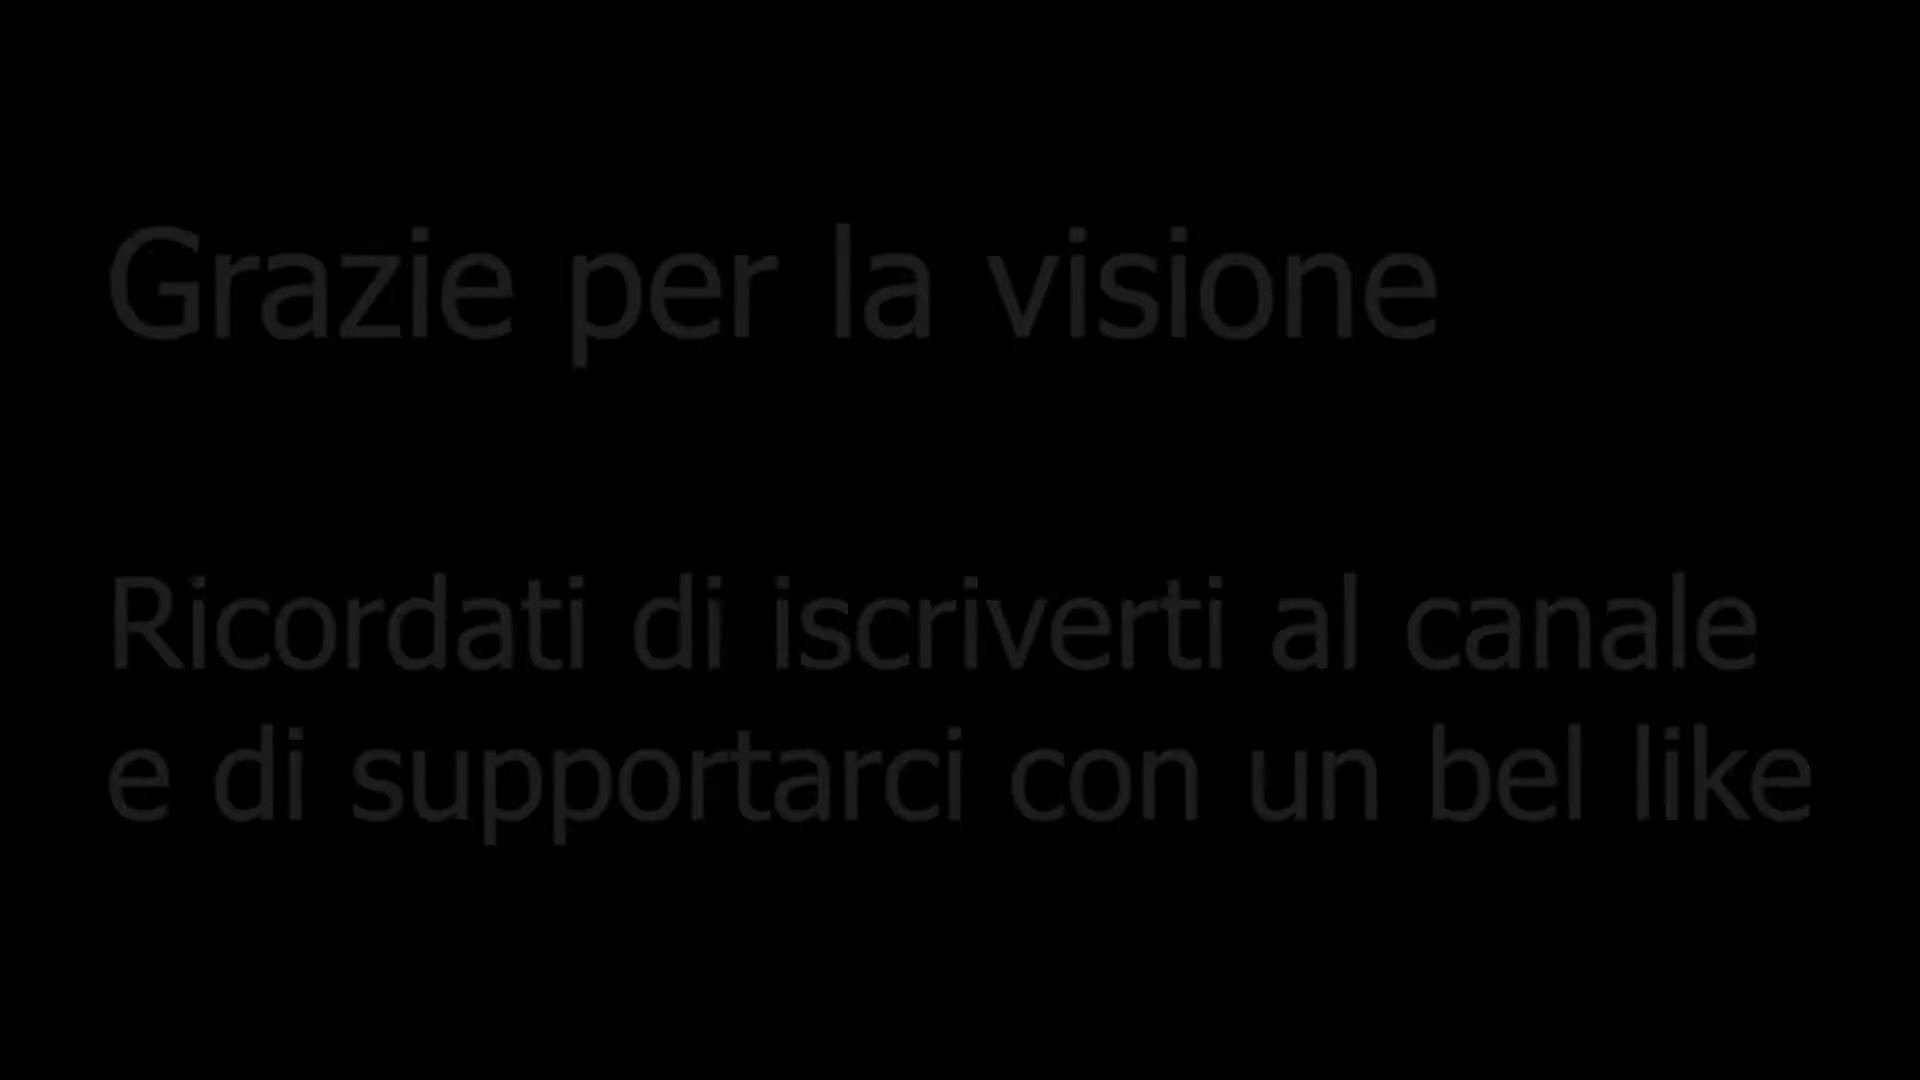 Grazie per la visione
Ricordati di iscriverti al canale
e di supportarci con un bel like